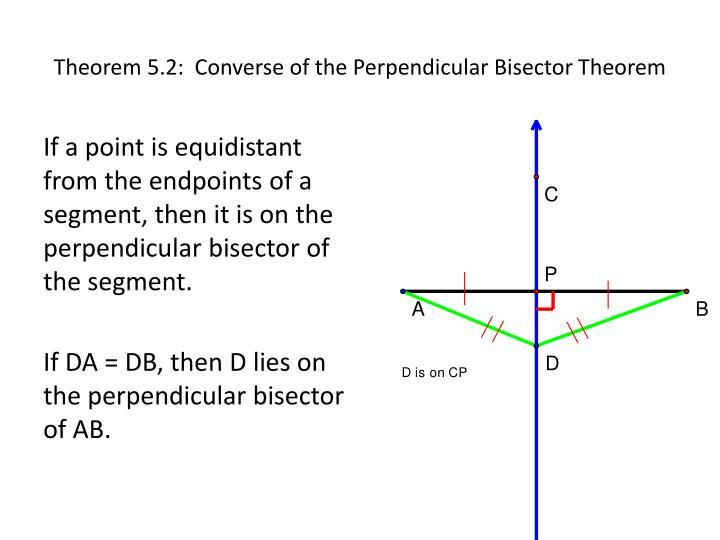 Theorem 5.2:  Converse of the Perpendicular Bisector Theorem
If a point is equidistant
from the endpoints of a
segment, then it is on the
perpendicular bisector of
the segment.
If DA = DB, then D lies on
the perpendicular bisector
of AB.
C
P
A
B
D
D is on CP